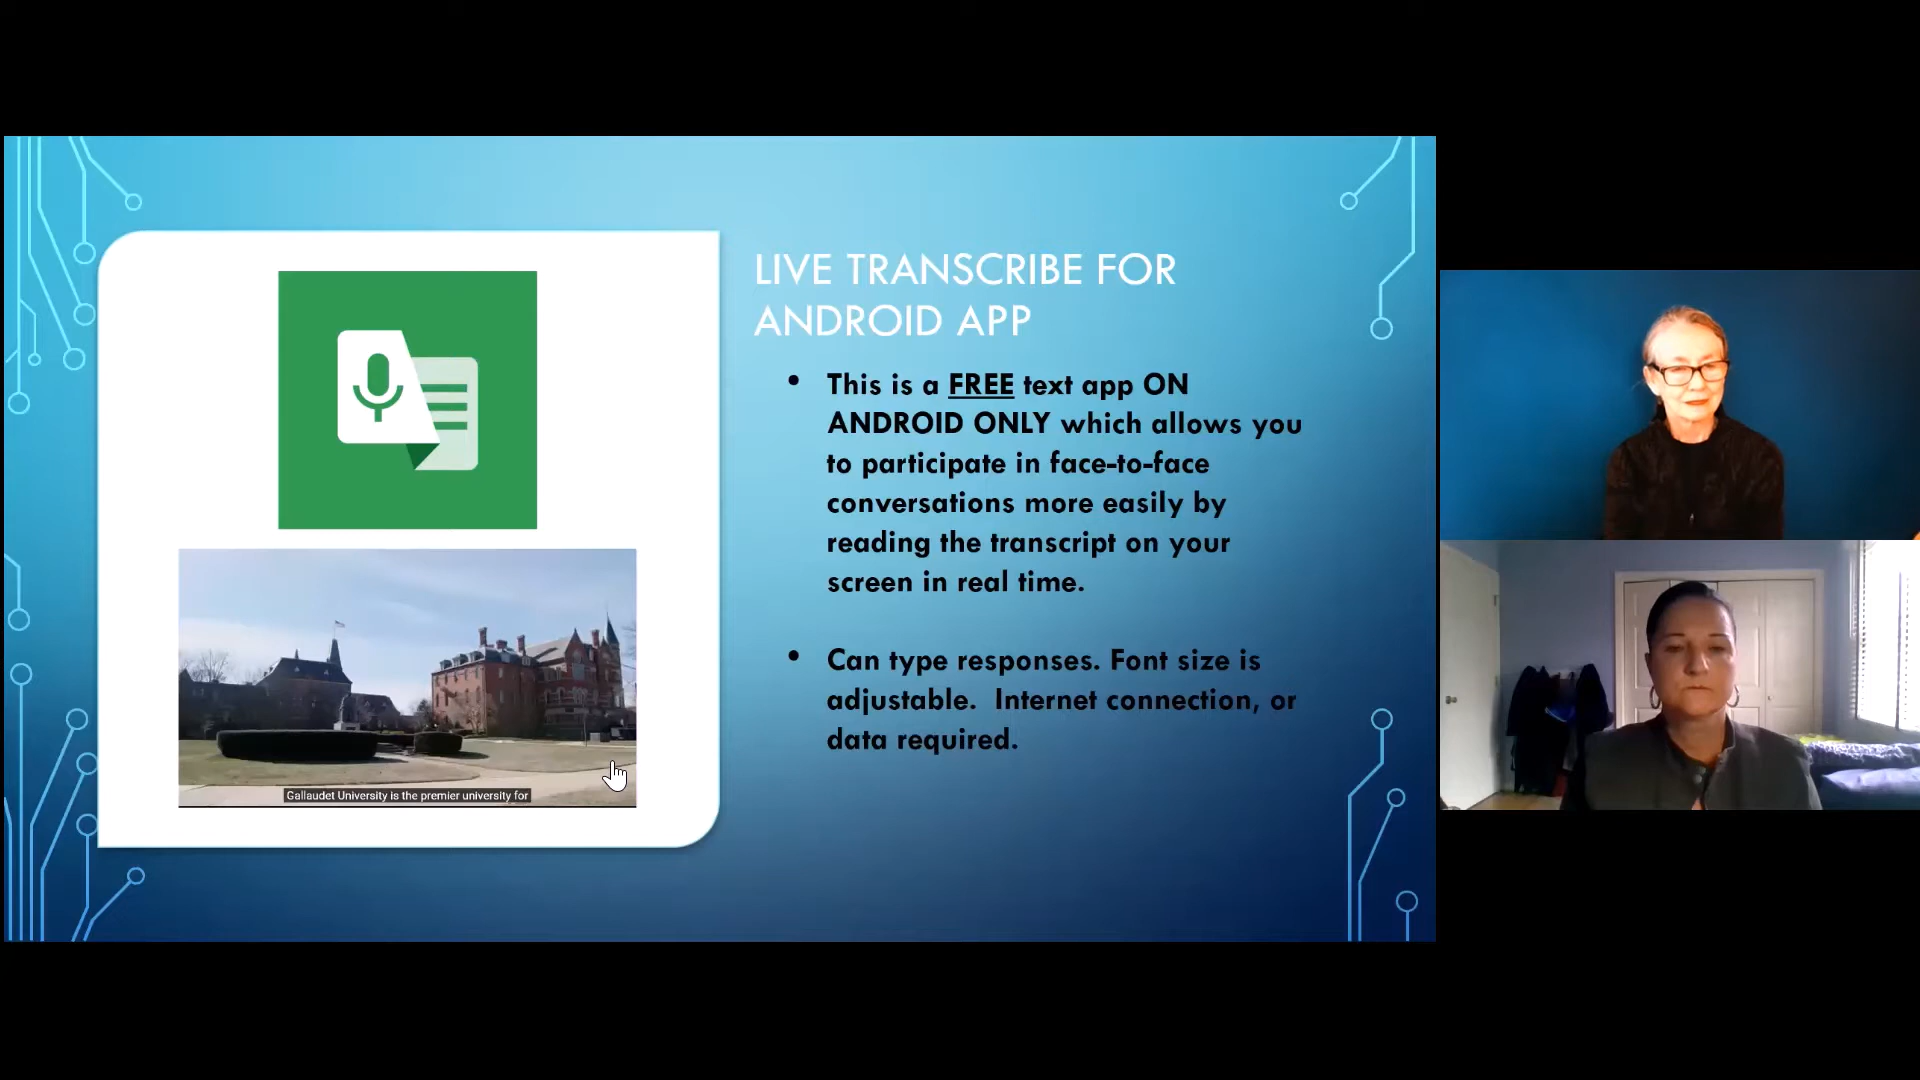 LIVE TRANSCRIBE FOR
ANDROID APP
• This is a FREE text app ON
ANDROID ONLY which allows you
to participate in face-to-face
conversations more easily by
reading the transcript on your
screen in real time.
• Can type responses. Font size is
adjustable.  Internet connection, or
data required.
Gallaudet University is the premier university for